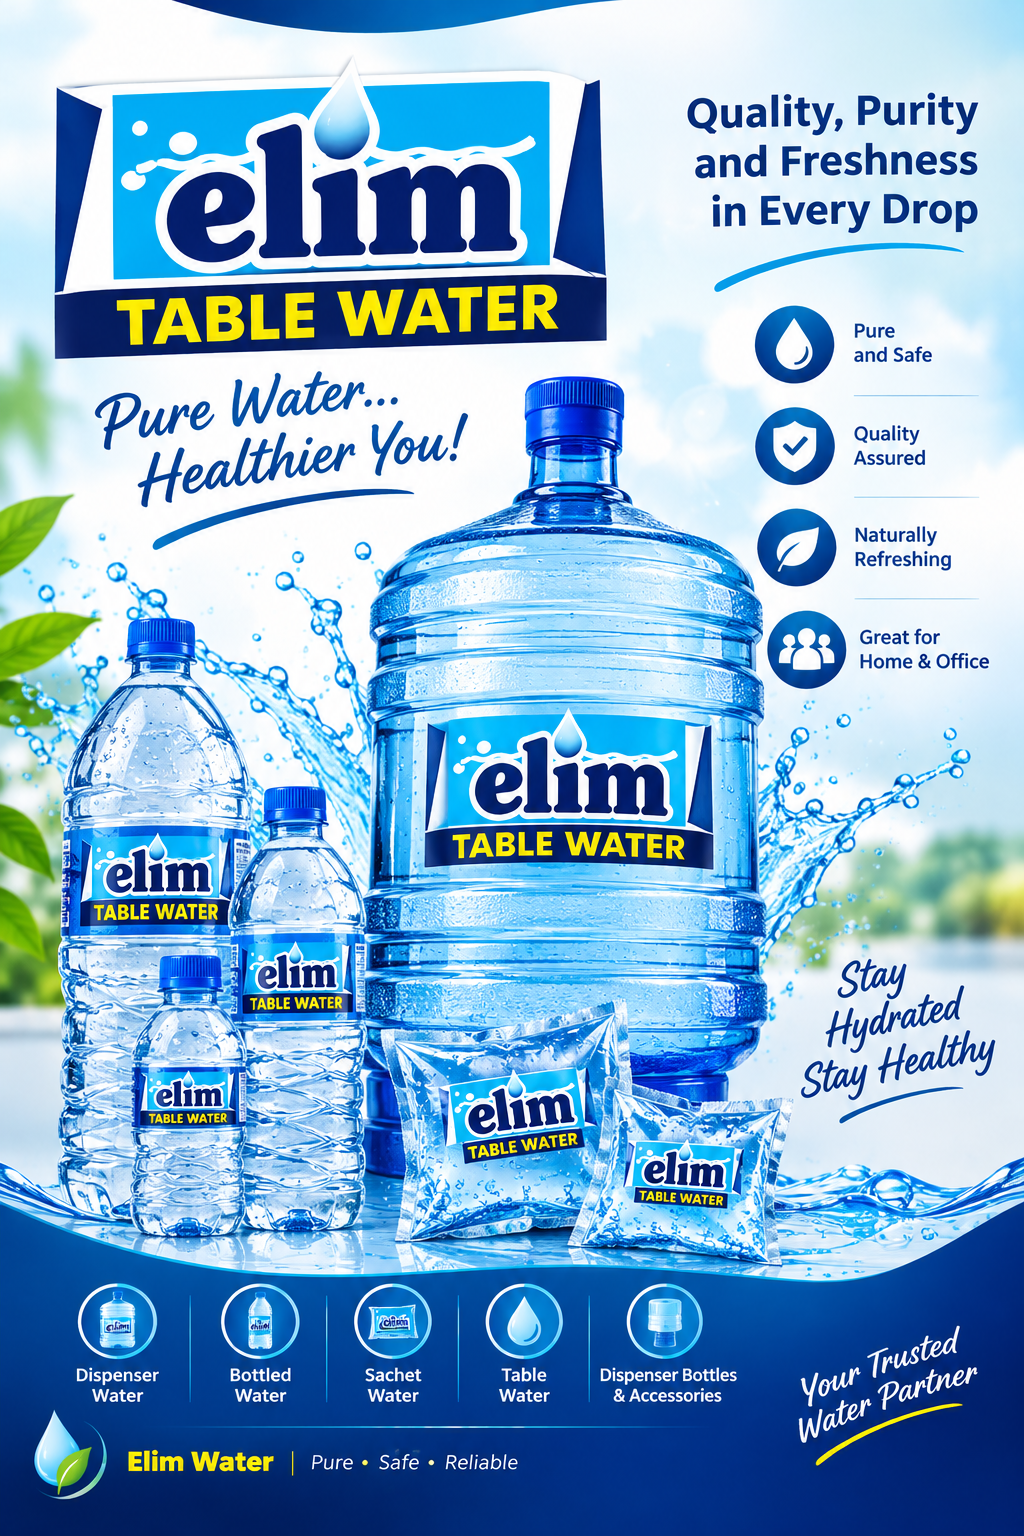 elim
TABLE WATER
Quality, Purity
and Freshness
in Every Drop
Pure Water...
Healthier You!
Pure
and Safe
Quality
Assured
Naturally
Refreshing
Great for
Home & Office
elim
TABLE WATER
elim
TABLE WATER
elim
TABLE WATER
elim
TABLE WATER
elim
TABLE WATER
elim
TABLE WATER
Stay
Hydrated
Stay Healthy
Dispenser
Water
Bottled
Water
Sachet
Water
Table
Water
Dispenser Bottles
& Accessories
Your Trusted
Water Partner
Elim Water | Pure • Safe • Reliable